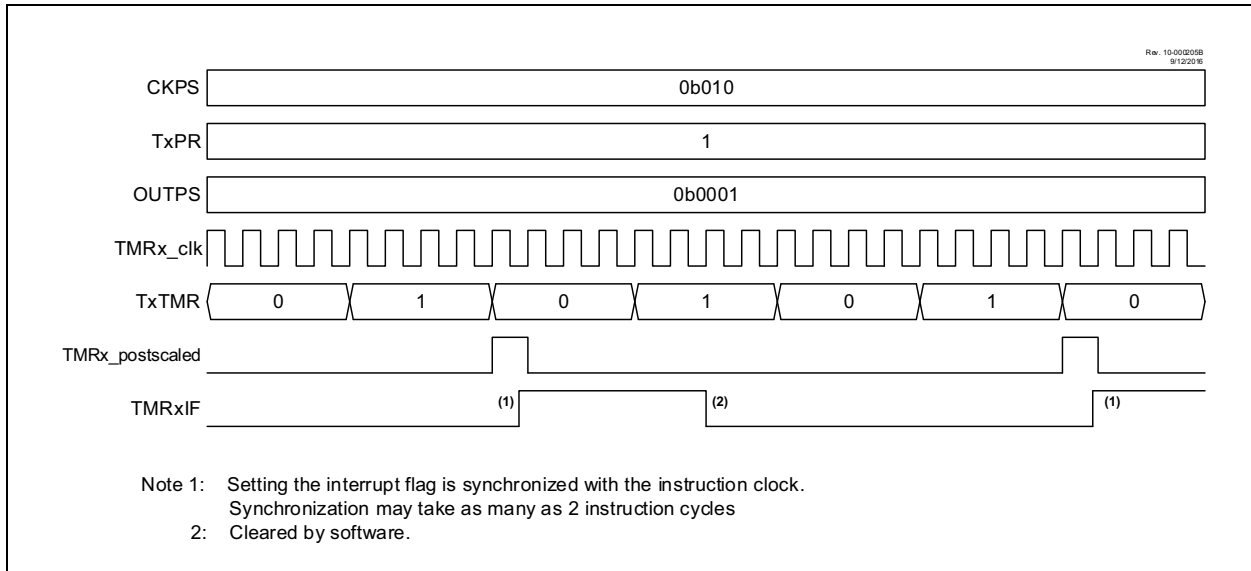 Rev. 10-000205B
9/12/2016
CKPS 0b010
TxPR 1
OUTPS 0b0001
TMRx_clk
TxTMR 0 1 0 1 0 1 0
TMRx_postscaled
TMRxIF (1) (2) (1)
Note 1: Setting the interrupt flag is synchronized with the instruction clock.
Synchronization may take as many as 2 instruction cycles
2: Cleared by software.